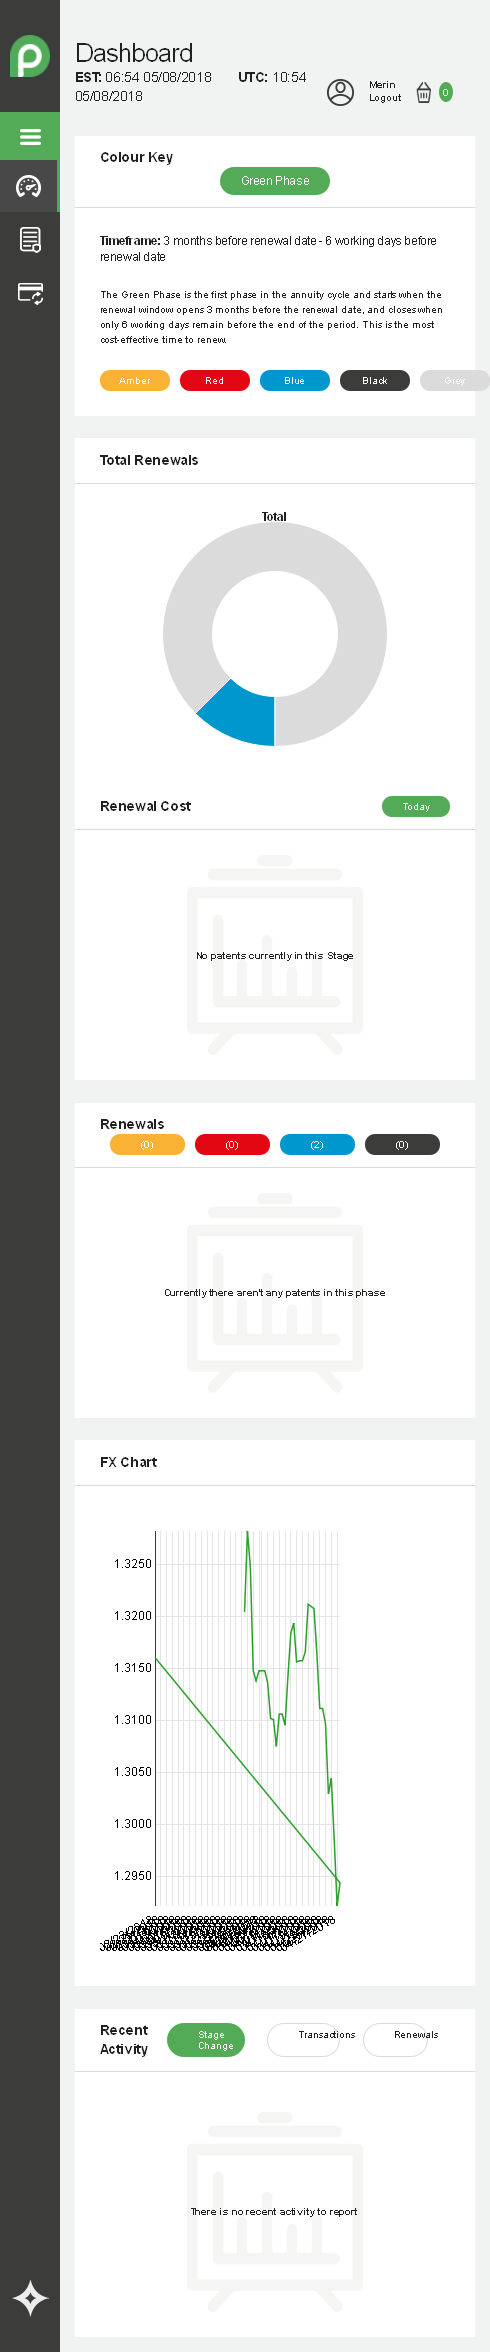 Dashboard
EST: 06:54 05/08/2018 UTC: 10:54
05/08/2018
Merin
Logout
0
Colour Key
Green Phase
Timeframe: 3 months before renewal date - 6 working days before
renewal date
The Green Phase is the first phase in the annuity cycle and starts when the
renewal window opens 3 months before the renewal date, and closes when
only 6 working days remain before the end of the period. This is the most
cost-effective time to renew.
Amber Red Blue Black Grey
Total Renewals
Total
Renewal Cost Today
No patents currently in this Stage
Renewals
(0) (0) (2) (0)
Currently there aren't any patents in this phase
FX Chart
1.3250
1.3200
1.3150
1.3100
1.3050
1.3000
1.2950
Recent
Activity
Stage
Change
Transactions
Renewals
There is no recent activity to report